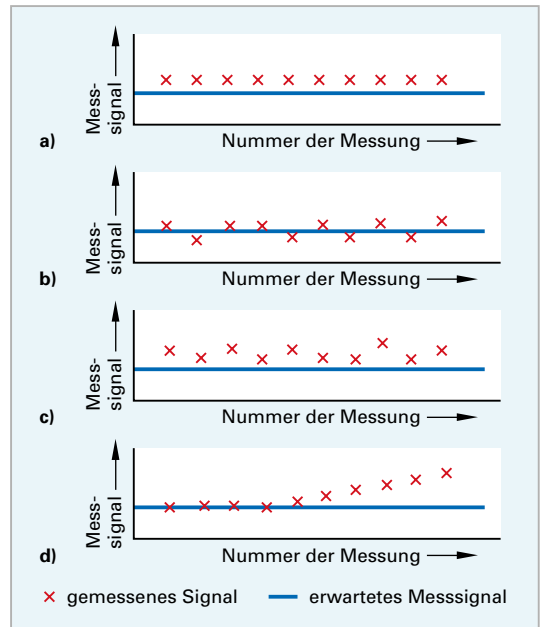 Mess-
signal
a)
Nummer der Messung
Mess-
signal
b)
Nummer der Messung
Mess-
signal
c)
Nummer der Messung
Mess-
signal
d)
Nummer der Messung
gemessenes Signal
erwartetes Messsignal